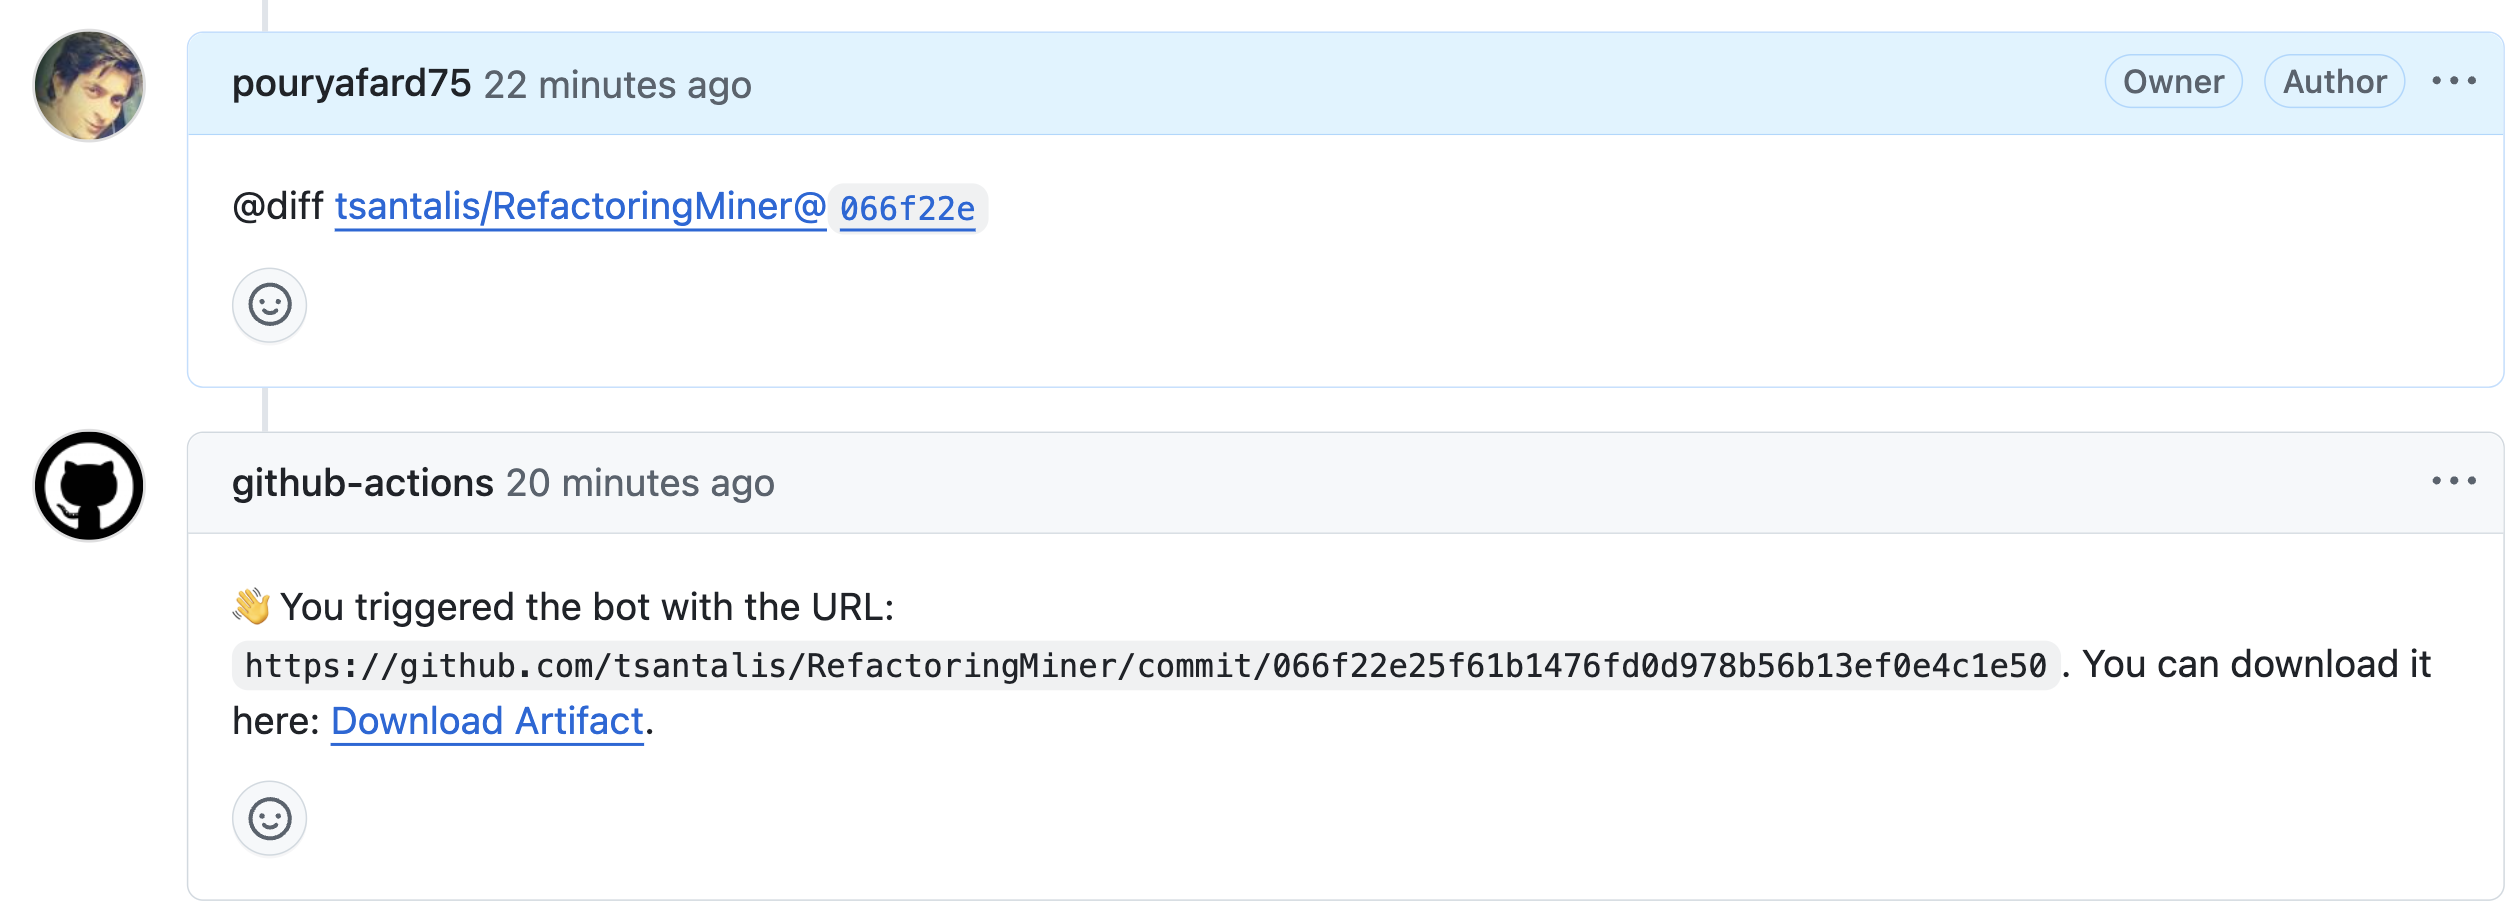 pouryafard75 22 minutes ago Owner Author
@diff tsantalis/RefactoringMiner@066f22e
github-actions 20 minutes ago
👋 You triggered the bot with the URL:
https://github.com/tsantalis/RefactoringMiner/commit/066f22e25f61b1476fd0d978b56b13ef0e4c1e50. You can download it
here: Download Artifact.